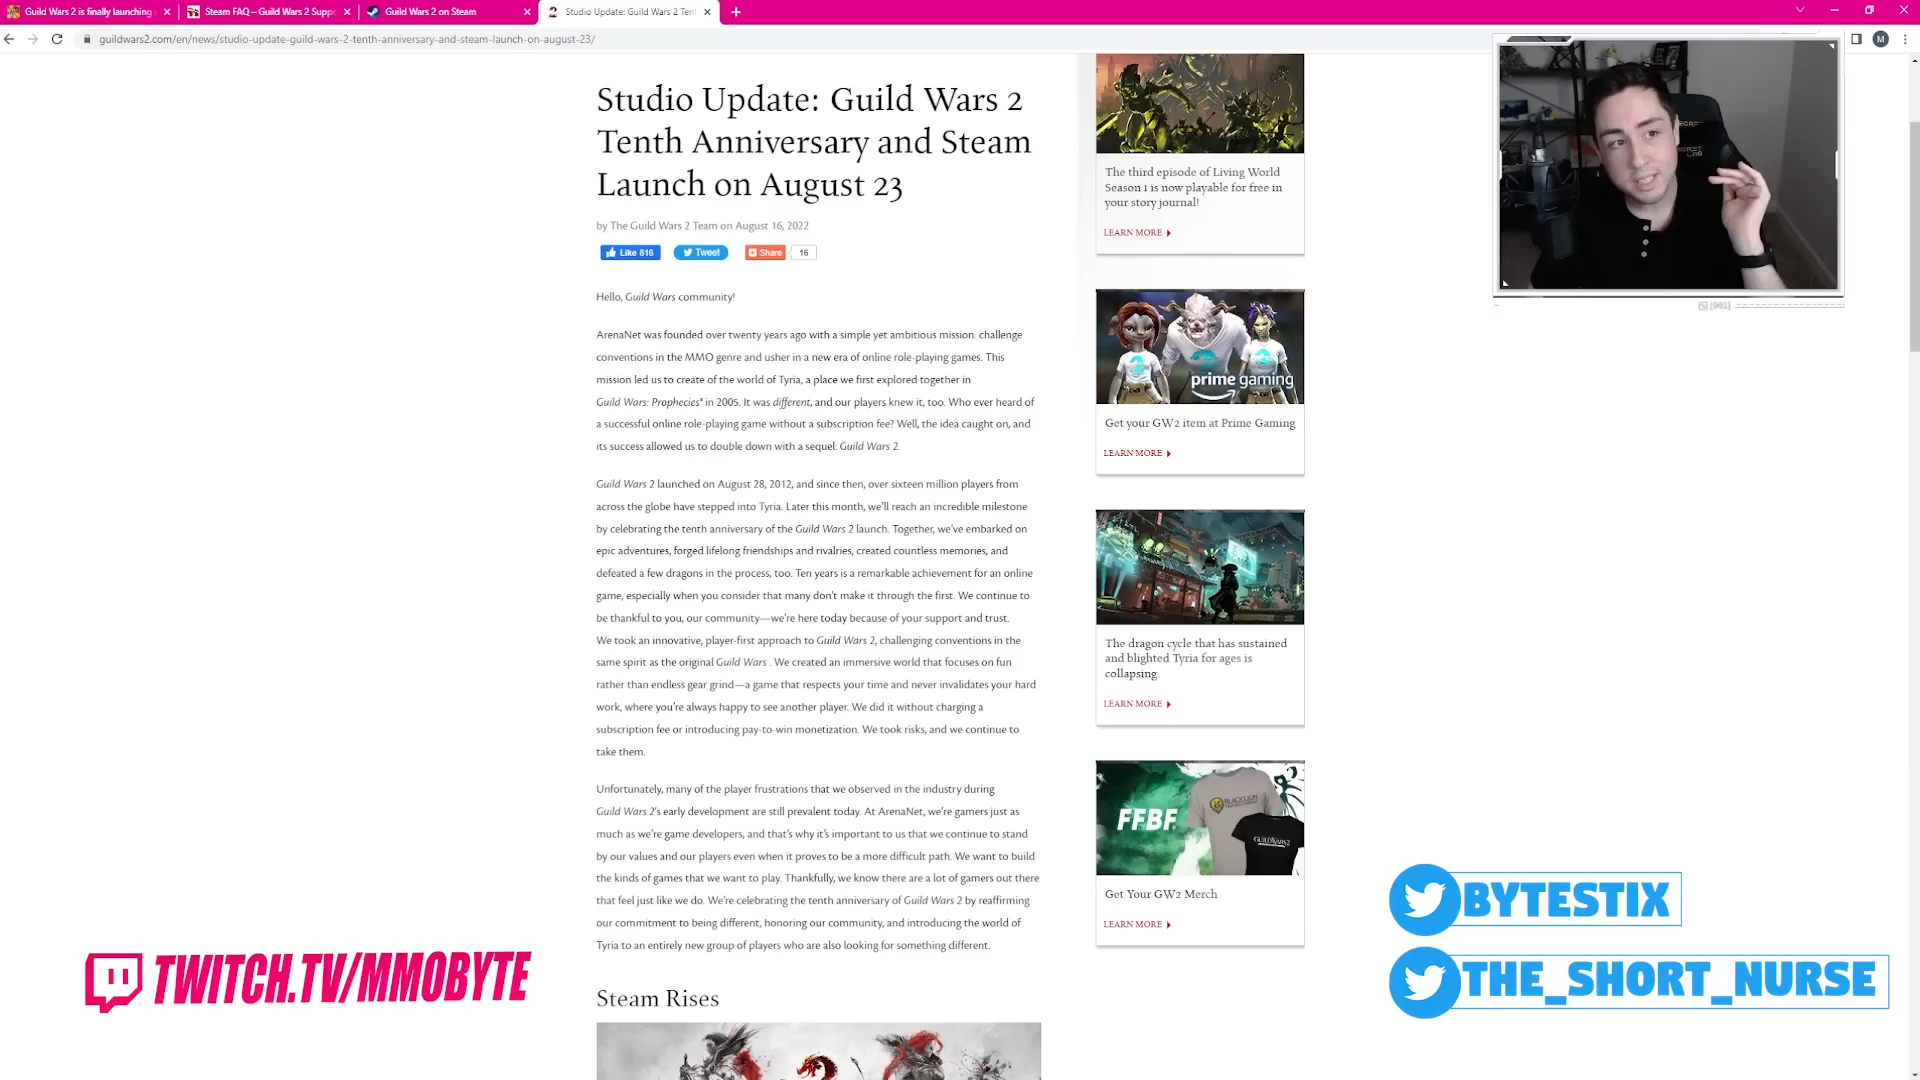 Guild Wars 2 is finally launching
Steam FAQ – Guild Wars 2 Supp
Guild Wars 2 on Steam
Studio Update: Guild Wars 2 Ten
guildwars2.com/en/news/studio-update-guild-wars-2-tenth-anniversary-and-steam-launch-on-august-23/
M
Studio Update: Guild Wars 2
Tenth Anniversary and Steam
Launch on August 23
by The Guild Wars 2 Team on August 16, 2022
Like 816
Tweet
Share
16
Hello, Guild Wars community!
ArenaNet was founded over twenty years ago with a simple yet ambitious mission: challenge
conventions in the MMO genre and usher in a new era of online role-playing games. This
mission led us to create of the world of Tyria, a place we first explored together in
Guild Wars: Prophecies® in 2005. It was different, and our players knew it, too. Who ever heard of
a successful online role-playing game without a subscription fee? Well, the idea caught on, and
its success allowed us to double down with a sequel: Guild Wars 2.
Guild Wars 2 launched on August 28, 2012, and since then, over sixteen million players from
across the globe have stepped into Tyria. Later this month, we'll reach an incredible milestone
by celebrating the tenth anniversary of the Guild Wars 2 launch. Together, we've embarked on
epic adventures, forged lifelong friendships and rivalries, created countless memories, and
defeated a few dragons in the process, too. Ten years is a remarkable achievement for an online
game, especially when you consider that many don't make it through the first. We continue to
be thankful to you, our community—we're here today because of your support and trust.
We took an innovative, player-first approach to Guild Wars 2, challenging conventions in the
same spirit as the original Guild Wars . We created an immersive world that focuses on fun
rather than endless gear grind—a game that respects your time and never invalidates your hard
work, where you're always happy to see another player. We did it without charging a
subscription fee or introducing pay-to-win monetization. We took risks, and we continue to
take them.
Unfortunately, many of the player frustrations that we observed in the industry during
Guild Wars 2's early development are still prevalent today. At ArenaNet, we're gamers just as
much as we're game developers, and that's why it's important to us that we continue to stand
by our values and our players even when it proves to be a more difficult path. We want to build
the kinds of games that we want to play. Thankfully, we know there are a lot of gamers out there
that feel just like we do. We're celebrating the tenth anniversary of Guild Wars 2 by reaffirming
our commitment to being different, honoring our community, and introducing the world of
Tyria to an entirely new group of players who are also looking for something different.
Steam Rises
The third episode of Living World
Season 1 is now playable for free in
your story journal!
LEARN MORE
prime gaming
Get your GW2 item at Prime Gaming
LEARN MORE
The dragon cycle that has sustained
and blighted Tyria for ages is
collapsing.
LEARN MORE
FFBF
BLACK LION
GUILD WARS 2
Get Your GW2 Merch
LEARN MORE
[001]
TWITCH.TV/MMOBYTE
BYTESTIX
THE_SHORT_NURSE